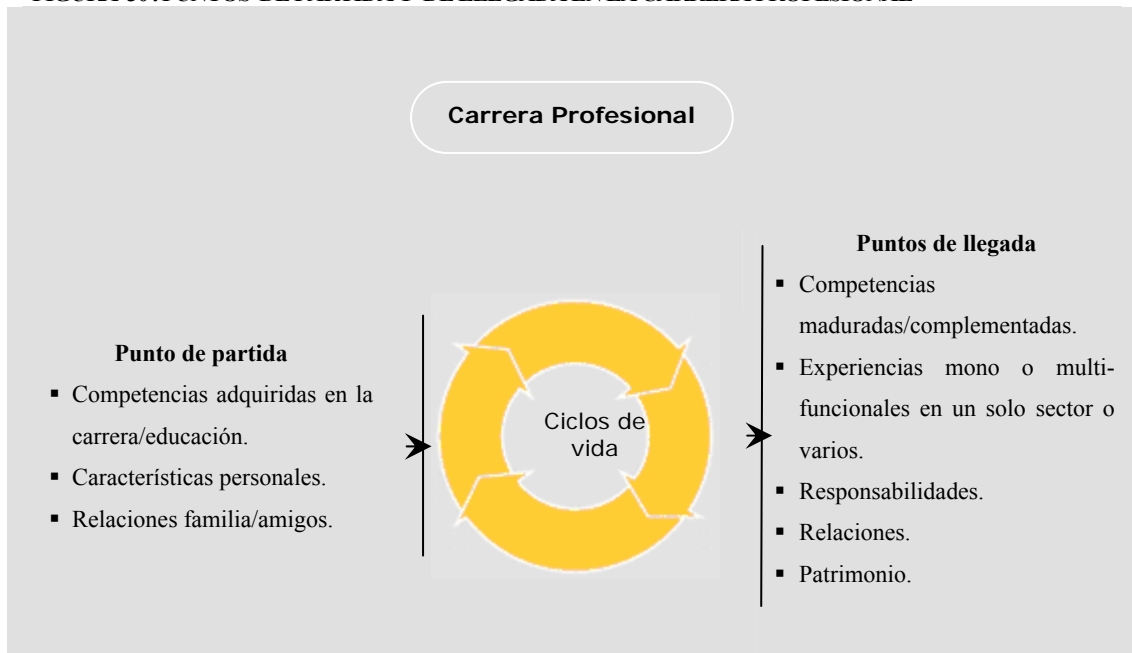 Carrera Profesional
Punto de partida
▪ Competencias adquiridas en la
carrera/educación.
▪ Características personales.
▪ Relaciones familia/amigos.
Ciclos de
vida
Puntos de llegada
▪ Competencias
maduradas/complementadas.
▪ Experiencias mono o multi-
funcionales en un solo sector o
varios.
▪ Responsabilidades.
▪ Relaciones.
▪ Patrimonio.